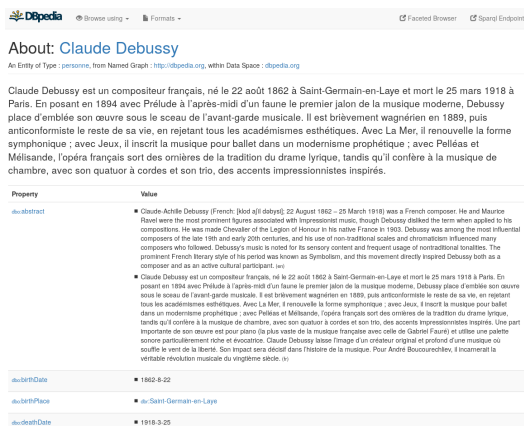 DBpedia Browse using Formats Faceted Browser Sparql Endpoint
About: Claude Debussy
An Entity of Type : personne, from Named Graph : http://dbpedia.org, within Data Space : dbpedia.org
Claude Debussy est un compositeur français, né le 22 août 1862 à Saint-Germain-en-Laye et mort le 25 mars 1918 à
Paris. En posant en 1894 avec Prélude à l'après-midi d'un faune le premier jalon de la musique moderne, Debussy
place d'emblée son œuvre sous le sceau de l'avant-garde musicale. Il est brièvement wagnérien en 1889, puis
anticonformiste le reste de sa vie, en rejetant tous les académismes esthétiques. Avec La Mer, il renouvelle la forme
symphonique ; avec Jeux, il inscrit la musique pour ballet dans un modernisme prophétique ; avec Pelléas et
Mélisande, l'opéra français sort des ornières de la tradition du drame lyrique, tandis qu'il confère à la musique de
chambre, avec son quatuor à cordes et son trio, des accents impressionnistes inspirés.
Property Value
dbo:abstract Claude-Achille Debussy (French: [klod aʃil dəbysi]; 22 August 1862 – 25 March 1918) was a French composer. He and Maurice
Ravel were the most prominent figures associated with Impressionist music, though Debussy disliked the term when applied to his
compositions. He was made Chevalier of the Legion of Honour in his native France in 1903. Debussy was among the most influential
composers of the late 19th and early 20th centuries, and his use of non-traditional scales and chromaticism influenced many
composers who followed. Debussy's music is noted for its sensory content and frequent usage of nontraditional tonalities. The
prominent French literary style of his period was known as Symbolism, and this movement directly inspired Debussy both as a
composer and as an active cultural participant. (en)
Claude Debussy est un compositeur français, né le 22 août 1862 à Saint-Germain-en-Laye et mort le 25 mars 1918 à Paris. En
posant en 1894 avec Prélude à l'après-midi d'un faune le premier jalon de la musique moderne, Debussy place d'emblée son œuvre
sous le sceau de l'avant-garde musicale. Il est brièvement wagnérien en 1889, puis anticonformiste le reste de sa vie, en rejetant
tous les académismes esthétiques. Avec La Mer, il renouvelle la forme symphonique ; avec Jeux, il inscrit la musique pour ballet
dans un modernisme prophétique ; avec Pelléas et Mélisande, l'opéra français sort des ornières de la tradition du drame lyrique,
tandis qu'il confère à la musique de chambre, avec son quatuor à cordes et son trio, des accents impressionnistes inspirés. Une part
importante de son œuvre est pour piano (la plus vaste de la musique française avec celle de Gabriel Fauré) et utilise une palette
sonore particulièrement riche et évocatrice. Claude Debussy laisse l'image d'un créateur original et profond d'une musique où
souffle le vent de la liberté. Son impact sera décisif dans l'histoire de la musique. Pour André Boucourechliev, il incarnerait la
véritable révolution musicale du vingtième siècle. (fr)
dbo:birthDate 1862-8-22
dbo:birthPlace dbr:Saint-Germain-en-Laye
dbo:deathDate 1918-3-25